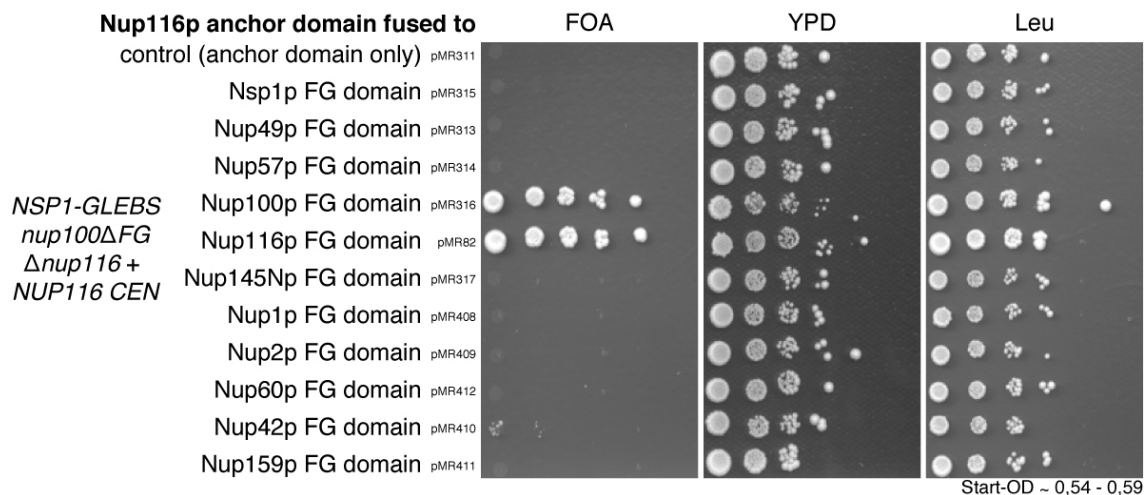 Nup116p anchor domain fused to FOA YPD Leu
control (anchor domain only) pMR311
Nsp1p FG domain pMR315
Nup49p FG domain pMR313
Nup57p FG domain pMR314
NSP1-GLEBS
nup100ΔFG
Δnup116 +
NUP116 CEN
Nup100p FG domain pMR316
Nup116p FG domain pMR82
Nup145Np FG domain pMR317
Nup1p FG domain pMR408
Nup2p FG domain pMR409
Nup60p FG domain pMR412
Nup42p FG domain pMR410
Nup159p FG domain pMR411
Start-OD ~ 0,54 - 0,59